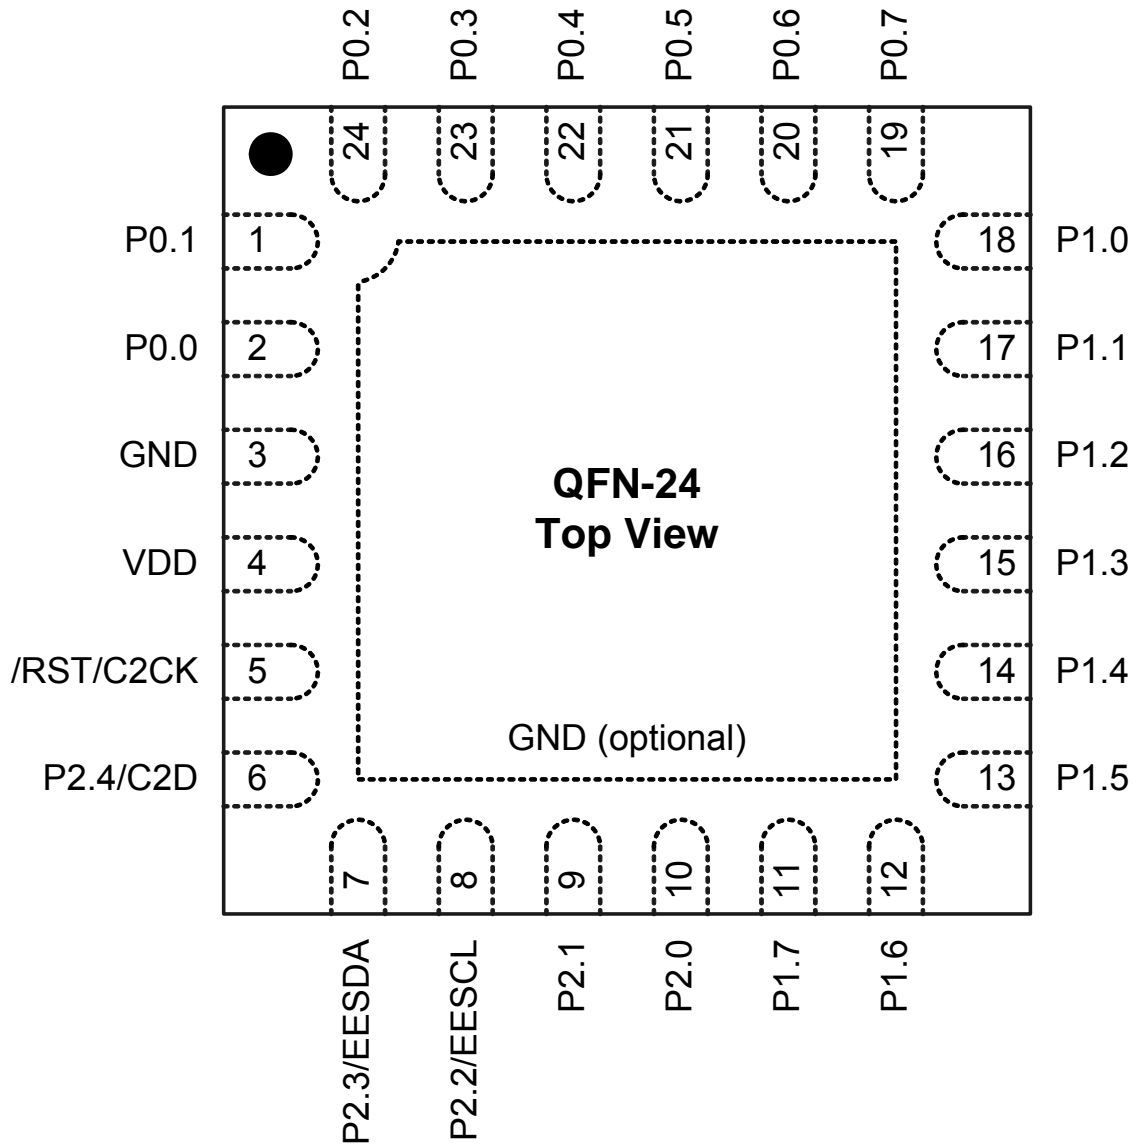 P0.2
P0.3
P0.4
P0.5
P0.6
P0.7
24
23
22
21
20
19
P0.1 1
18 P1.0
P0.0 2
17 P1.1
GND 3
16 P1.2
QFN-24
Top View
VDD 4
15 P1.3
/RST/C2CK 5
14 P1.4
GND (optional)
P2.4/C2D 6
13 P1.5
7
8
9
10
11
12
P2.3/EESDA
P2.2/EESCL
P2.1
P2.0
P1.7
P1.6